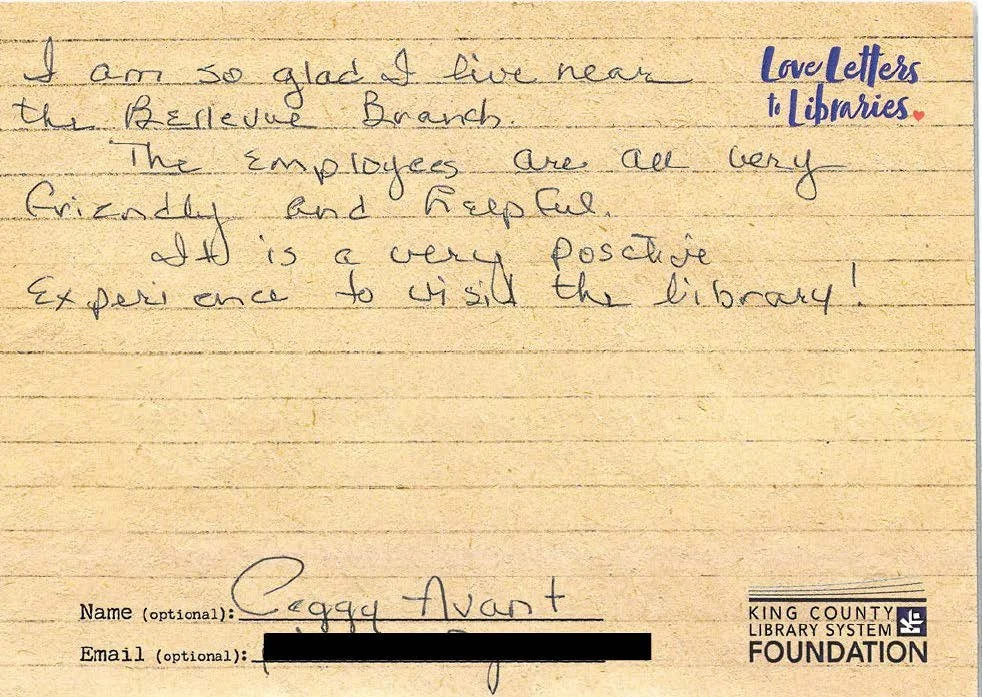 I am so glad I live near
the Bellevue Branch.
The Employees are all very
friendly and helpful.
It is a very posctive
Experience to visit the library!
Love Letters
to Libraries.
Name (optional): Peggy Avant
Email (optional):
KING COUNTY
LIBRARY SYSTEM
FOUNDATION